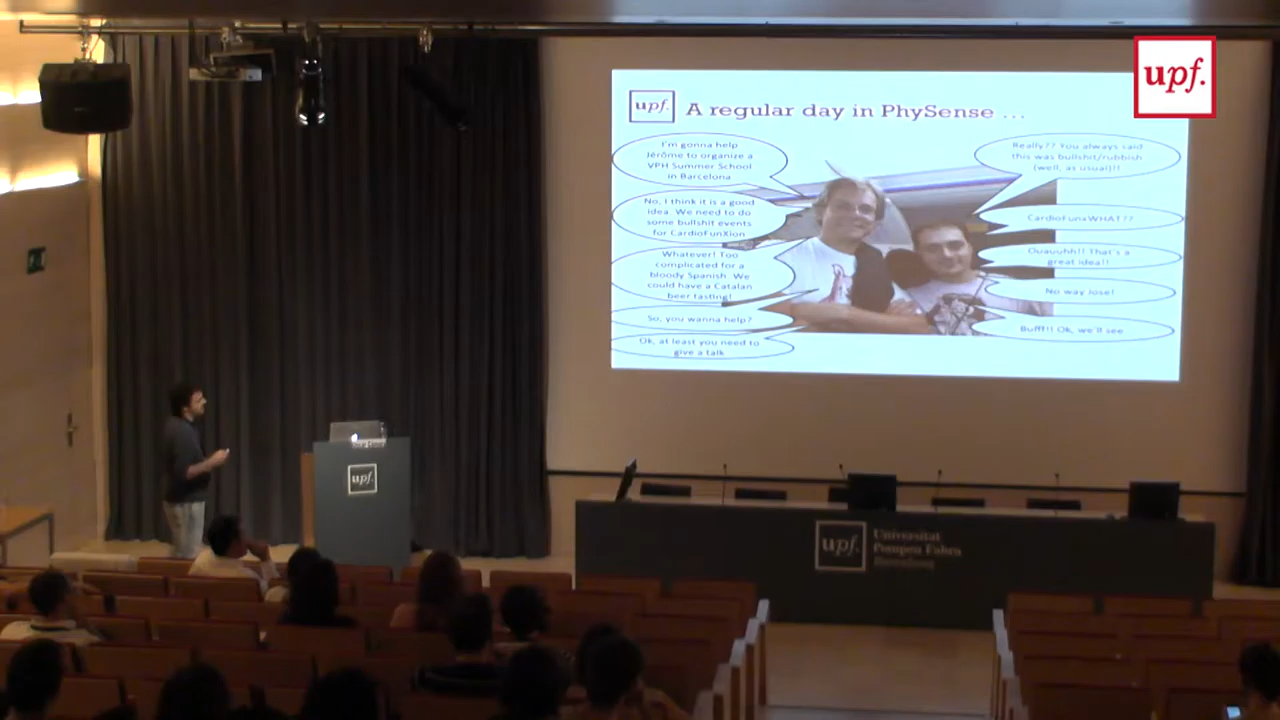 upf.
upf. A regular day in PhySense ...
I'm gonna help
Jérôme to organize a
VPH Summer School
in Barcelona
Really?? You always said
this was bullshit/rubbish
(well, as usual)!!
No, I think it is a good
idea. We need to do
some bullshit events
for CardioFunXion
CardioFunxWHAT??
Whatever! Too
complicated for a
bloody Spanish. We
could have a Catalan
beer tasting!
Ouauuhh!! That's a
great idea!!
So, you wanna help?
No way Jose!
Ok, at least you need to
give a talk
Buff!! Ok, we'll see
upf.
upf.
Universitat
Pompeu Fabra
Barcelona